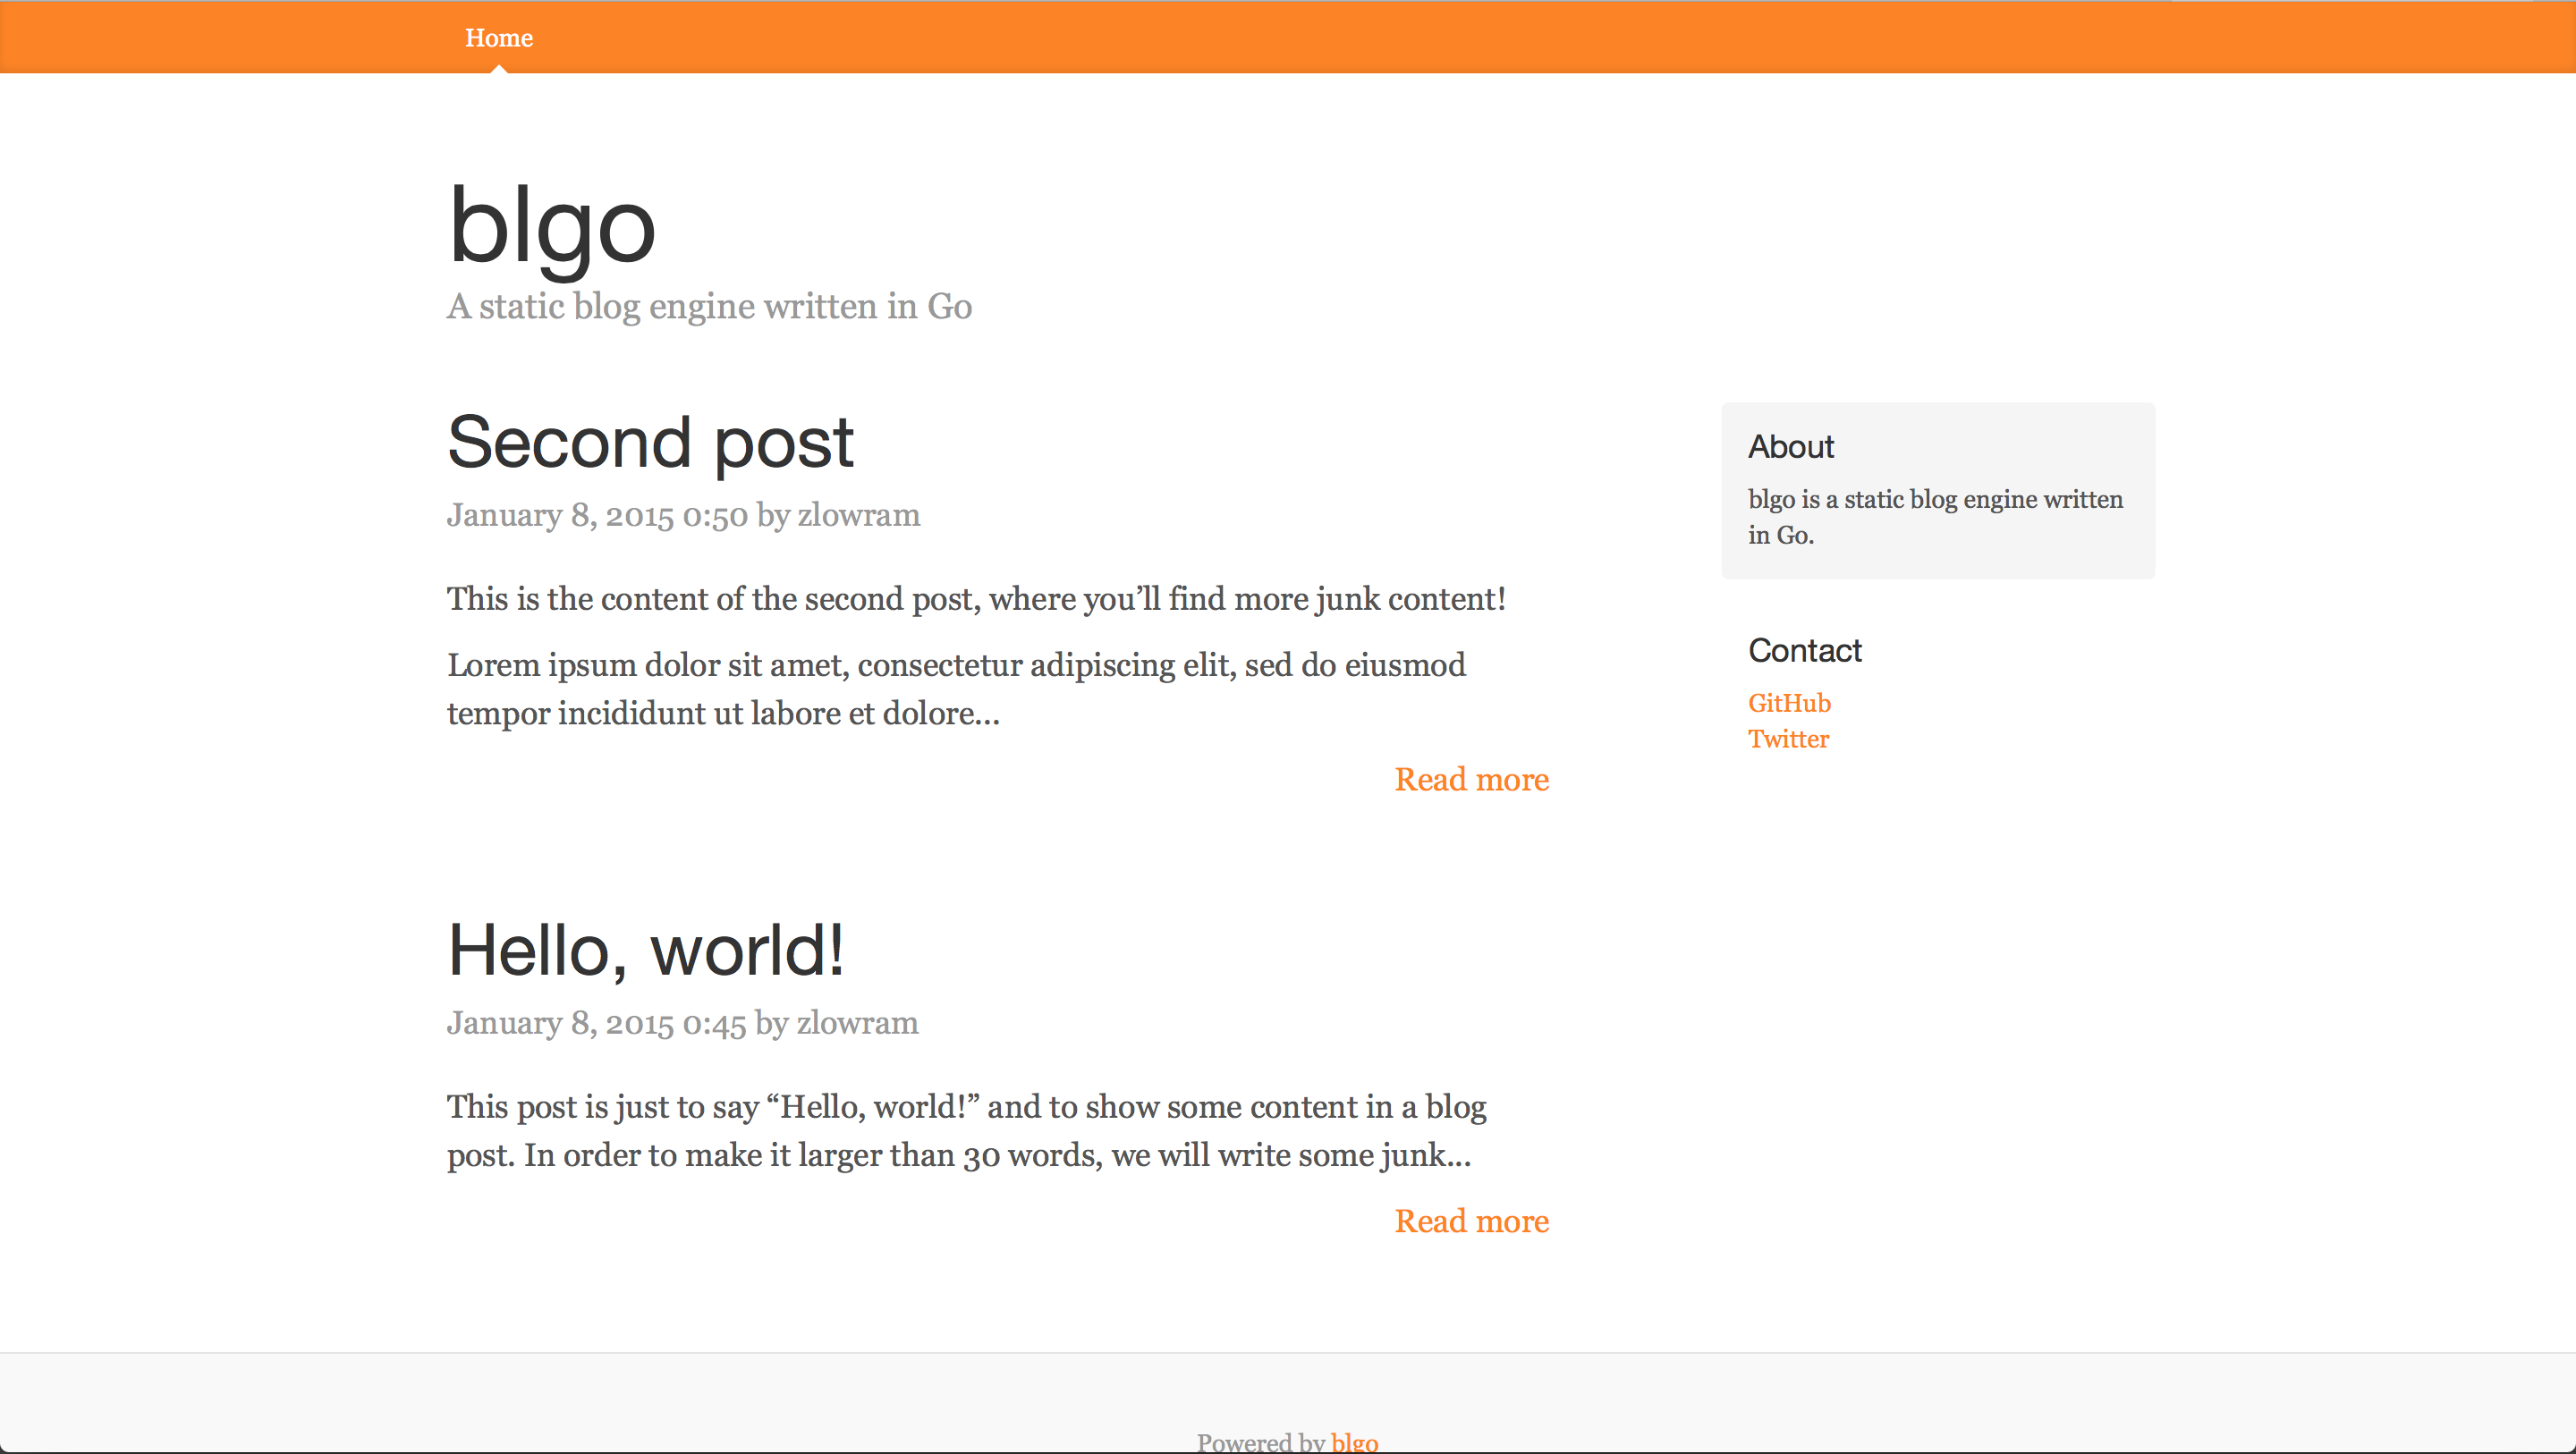 Home
blgo
A static blog engine written in Go
Second post
January 8, 2015 0:50 by zlowram
This is the content of the second post, where you’ll find more junk content!
Lorem ipsum dolor sit amet, consectetur adipiscing elit, sed do eiusmod
tempor incididunt ut labore et dolore...
Read more
Hello, world!
January 8, 2015 0:45 by zlowram
This post is just to say “Hello, world!” and to show some content in a blog
post. In order to make it larger than 30 words, we will write some junk...
Read more
About
blgo is a static blog engine written
in Go.
Contact
GitHub
Twitter
Powered by blgo